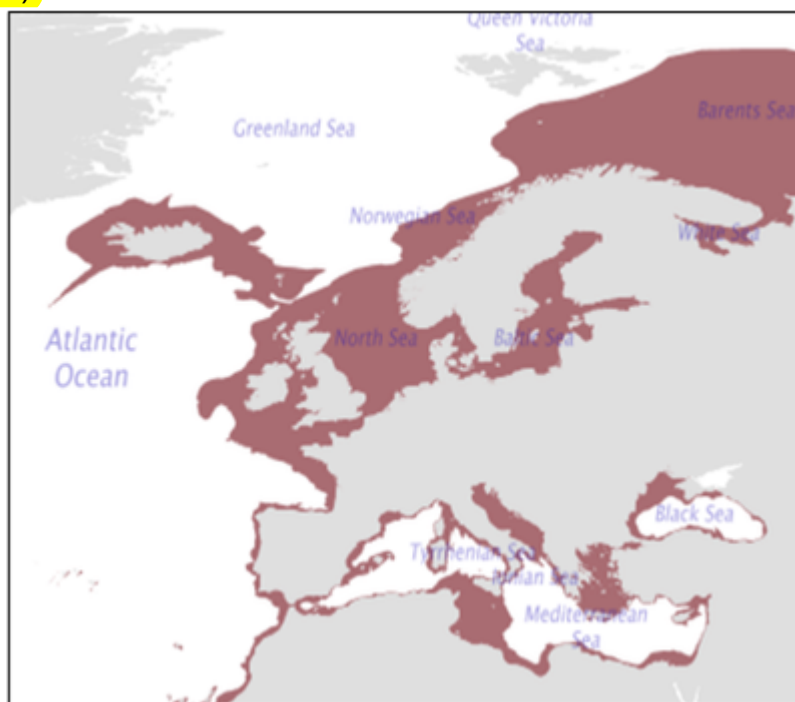 Queen Victoria
Sea
Barents Sea
Greenland Sea
Norwegian Sea
White Sea
Atlantic
Ocean
North Sea
Baltic Sea
Black Sea
Tyrrhenian Sea
Ionian Sea
Mediterranean
Sea